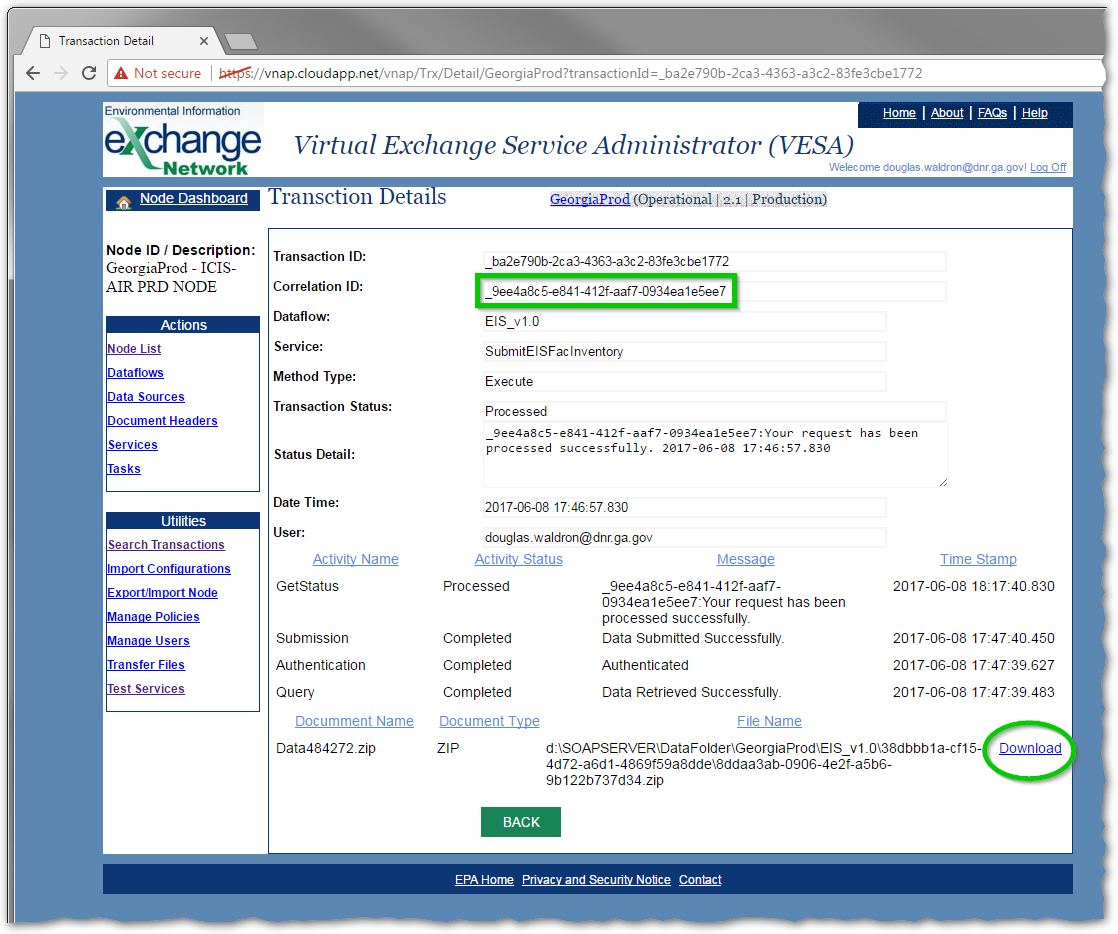 Transaction Detail
Not secure https://vnap.cloudapp.net/vnap/Trx/Detail/GeorgiaProd?transactionId=_ba2e790b-2ca3-4363-a3c2-83fe3cbe1772
Environmental Information
eXchange
Network
Virtual Exchange Service Administrator (VESA)
Home | About | FAQs | Help
Welcome douglas.waldron@dnr.ga.gov! Log Off
Node Dashboard
Transction Details
GeorgiaProd (Operational | 2.1 | Production)
Node ID / Description:
GeorgiaProd - ICIS-
AIR PRD NODE
Actions
Node List
Dataflows
Data Sources
Document Headers
Services
Tasks
Utilities
Search Transactions
Import Configurations
Export/Import Node
Manage Policies
Manage Users
Transfer Files
Test Services
Transaction ID: _ba2e790b-2ca3-4363-a3c2-83fe3cbe1772
Correlation ID: _9ee4a8c5-e841-412f-aaf7-0934ea1e5ee7
Dataflow: EIS_v1.0
Service: SubmitEISFacInventory
Method Type: Execute
Transaction Status: Processed
Status Detail: _9ee4a8c5-e841-412f-aaf7-0934ea1e5ee7:Your request has been
processed successfully. 2017-06-08 17:46:57.830
Date Time: 2017-06-08 17:46:57.830
User: douglas.waldron@dnr.ga.gov
Activity Name Activity Status Message Time Stamp
GetStatus Processed _9ee4a8c5-e841-412f-aaf7- 2017-06-08 18:17:40.830
0934ea1e5ee7:Your request has been
processed successfully.
Submission Completed Data Submitted Successfully. 2017-06-08 17:47:40.450
Authentication Completed Authenticated 2017-06-08 17:47:39.627
Query Completed Data Retrieved Successfully. 2017-06-08 17:47:39.483
Documment Name Document Type File Name
Data484272.zip ZIP d:\SOAPSERVER\DataFolder\GeorgiaProd\EIS_v1.0\38dbbb1a-cf15- Download
4d72-a6d1-4869f59a8dde\8ddaa3ab-0906-4e2f-a5b6-
9b122b737d34.zip
BACK
EPA Home Privacy and Security Notice Contact